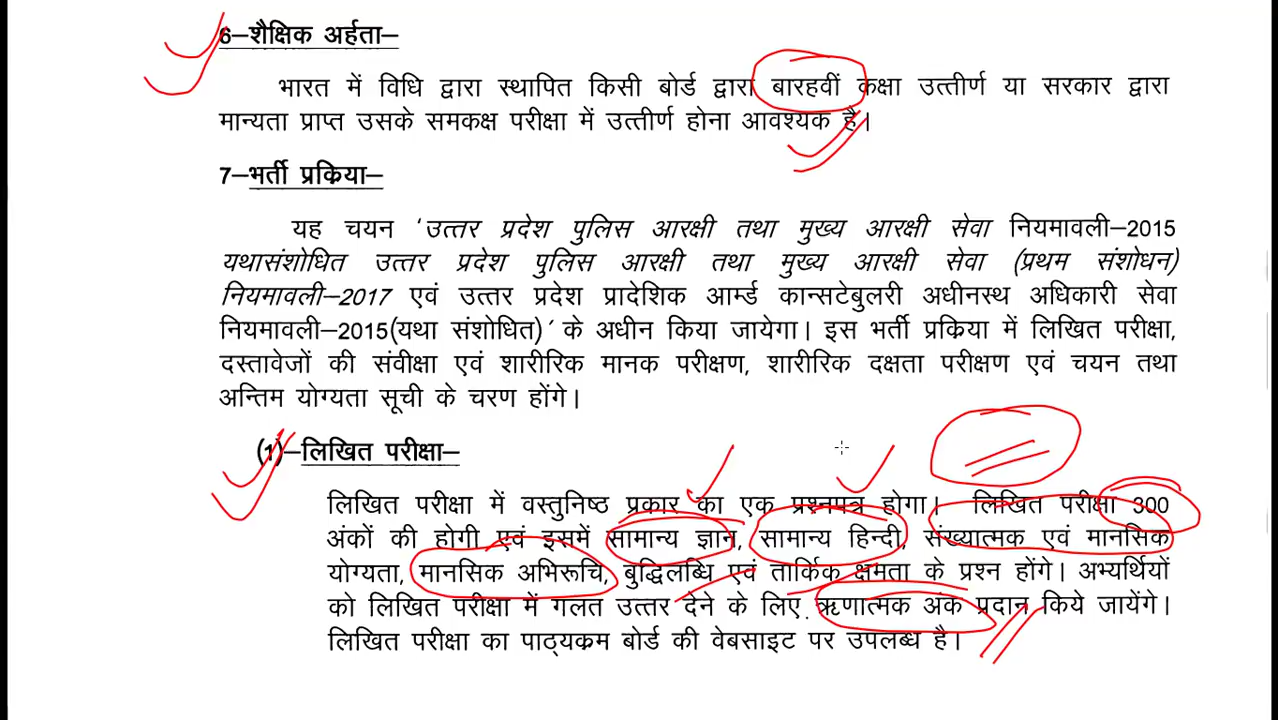 6–शैक्षिक अर्हता–
भारत में विधि द्वारा स्थापित किसी बोर्ड द्वारा बारहवीं कक्षा उत्तीर्ण या सरकार द्वारा
मान्यता प्राप्त उसके समकक्ष परीक्षा में उत्तीर्ण होना आवश्यक है।
7–भर्ती प्रकिया–
यह चयन ‘उत्तर प्रदेश पुलिस आरक्षी तथा मुख्य आरक्षी सेवा नियमावली–2015
यथासंशोधित उत्तर प्रदेश पुलिस आरक्षी तथा मुख्य आरक्षी सेवा (प्रथम संशोधन)
नियमावली–2017 एवं उत्तर प्रदेश प्रादेशिक आर्म्ड कान्सटेबुलरी अधीनस्थ अधिकारी सेवा
नियमावली–2015(यथा संशोधित)’ के अधीन किया जायेगा। इस भर्ती प्रकिया में लिखित परीक्षा,
दस्तावेजों की संवीक्षा एवं शारीरिक मानक परीक्षण, शारीरिक दक्षता परीक्षण एवं चयन तथा
अन्तिम योग्यता सूची के चरण होंगे।
(1)–लिखित परीक्षा–
लिखित परीक्षा में वस्तुनिष्ठ प्रकार का एक प्रश्नपत्र होगा। लिखित परीक्षा 300
अंकों की होगी एवं इसमें सामान्य ज्ञान, सामान्य हिन्दी, संख्यात्मक एवं मानसिक
योग्यता, मानसिक अभिरूचि, बुद्धिलब्धि एवं तार्किक क्षमता के प्रश्न होंगे। अभ्यर्थियों
को लिखित परीक्षा में गलत उत्तर देने के लिए. ऋणात्मक अंक प्रदान किये जायेंगे।
लिखित परीक्षा का पाठ्यकम बोर्ड की वेबसाइट पर उपलब्ध है।